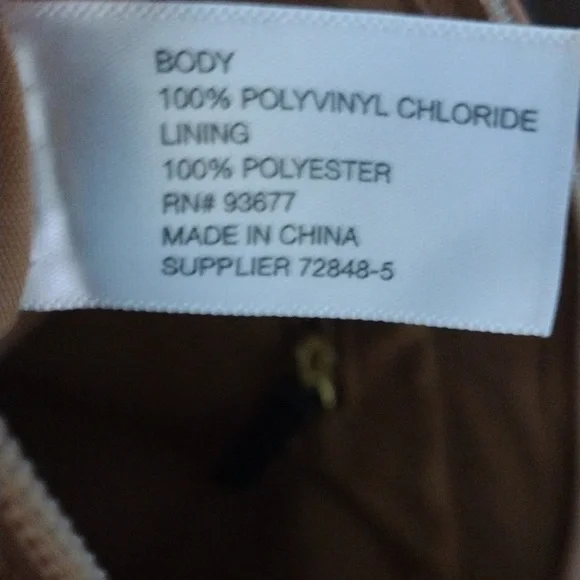 BODY
100% POLYVINYL CHLORIDE
LINING
100% POLYESTER
RN# 93677
MADE IN CHINA
SUPPLIER 72848-5